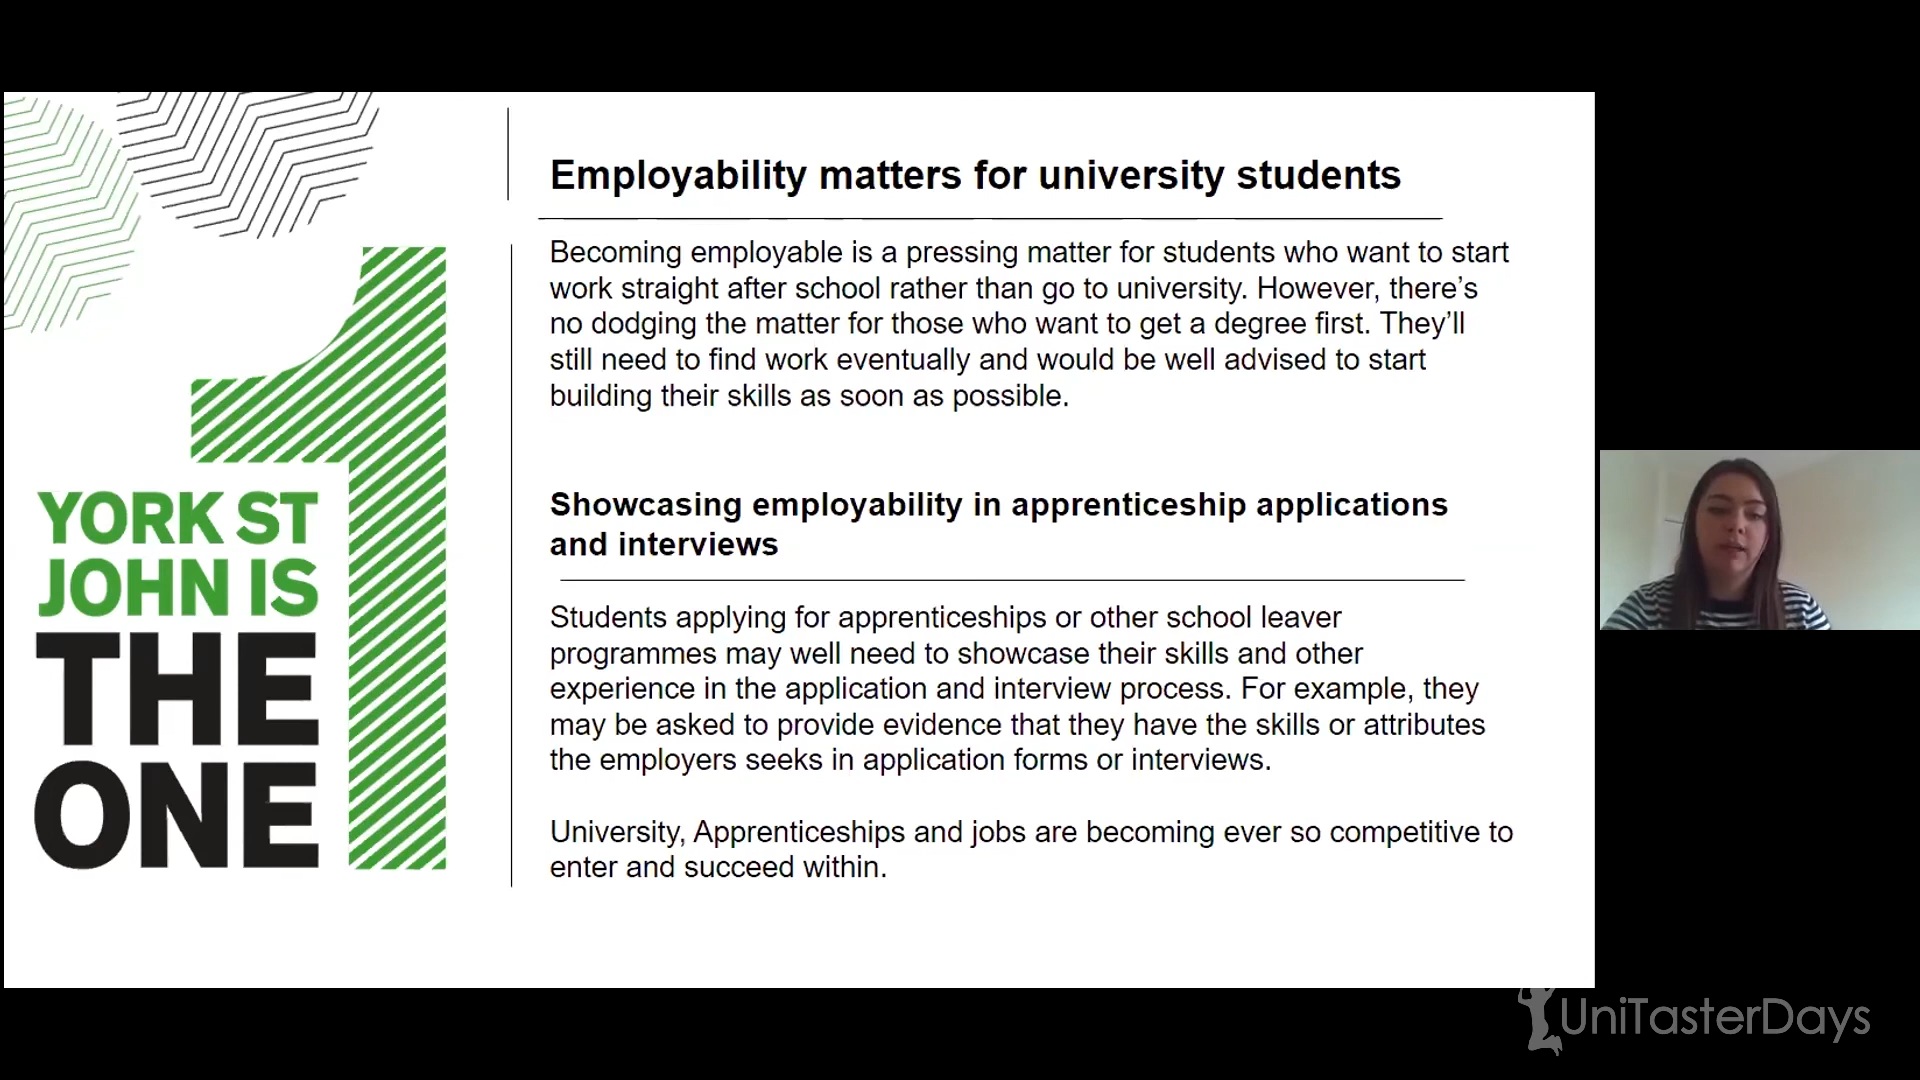 Employability matters for university students
Becoming employable is a pressing matter for students who want to start
work straight after school rather than go to university. However, there’s
no dodging the matter for those who want to get a degree first. They’ll
still need to find work eventually and would be well advised to start
building their skills as soon as possible.
Showcasing employability in apprenticeship applications
and interviews
Students applying for apprenticeships or other school leaver
programmes may well need to showcase their skills and other
experience in the application and interview process. For example, they
may be asked to provide evidence that they have the skills or attributes
the employers seeks in application forms or interviews.
University, Apprenticeships and jobs are becoming ever so competitive to
enter and succeed within.
1
YORK ST
JOHN IS
THE
ONE
UniTasterDays